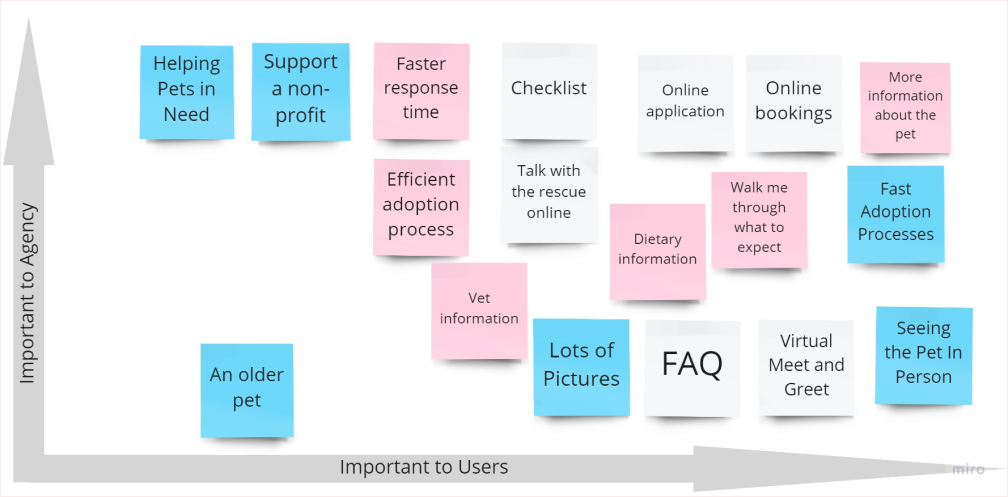 Important to Agency
Helping
Pets in
Need
Support
a non-
profit
Faster
response
time
Checklist
Online
application
Online
bookings
More
information
about the
pet
Efficient
adoption
process
Talk with
the rescue
online
Dietary
information
Walk me
through
what to
expect
Fast
Adoption
Processes
Vet
information
An older
pet
Lots of
Pictures
FAQ
Virtual
Meet and
Greet
Seeing
the Pet In
Person
Important to Users
miro